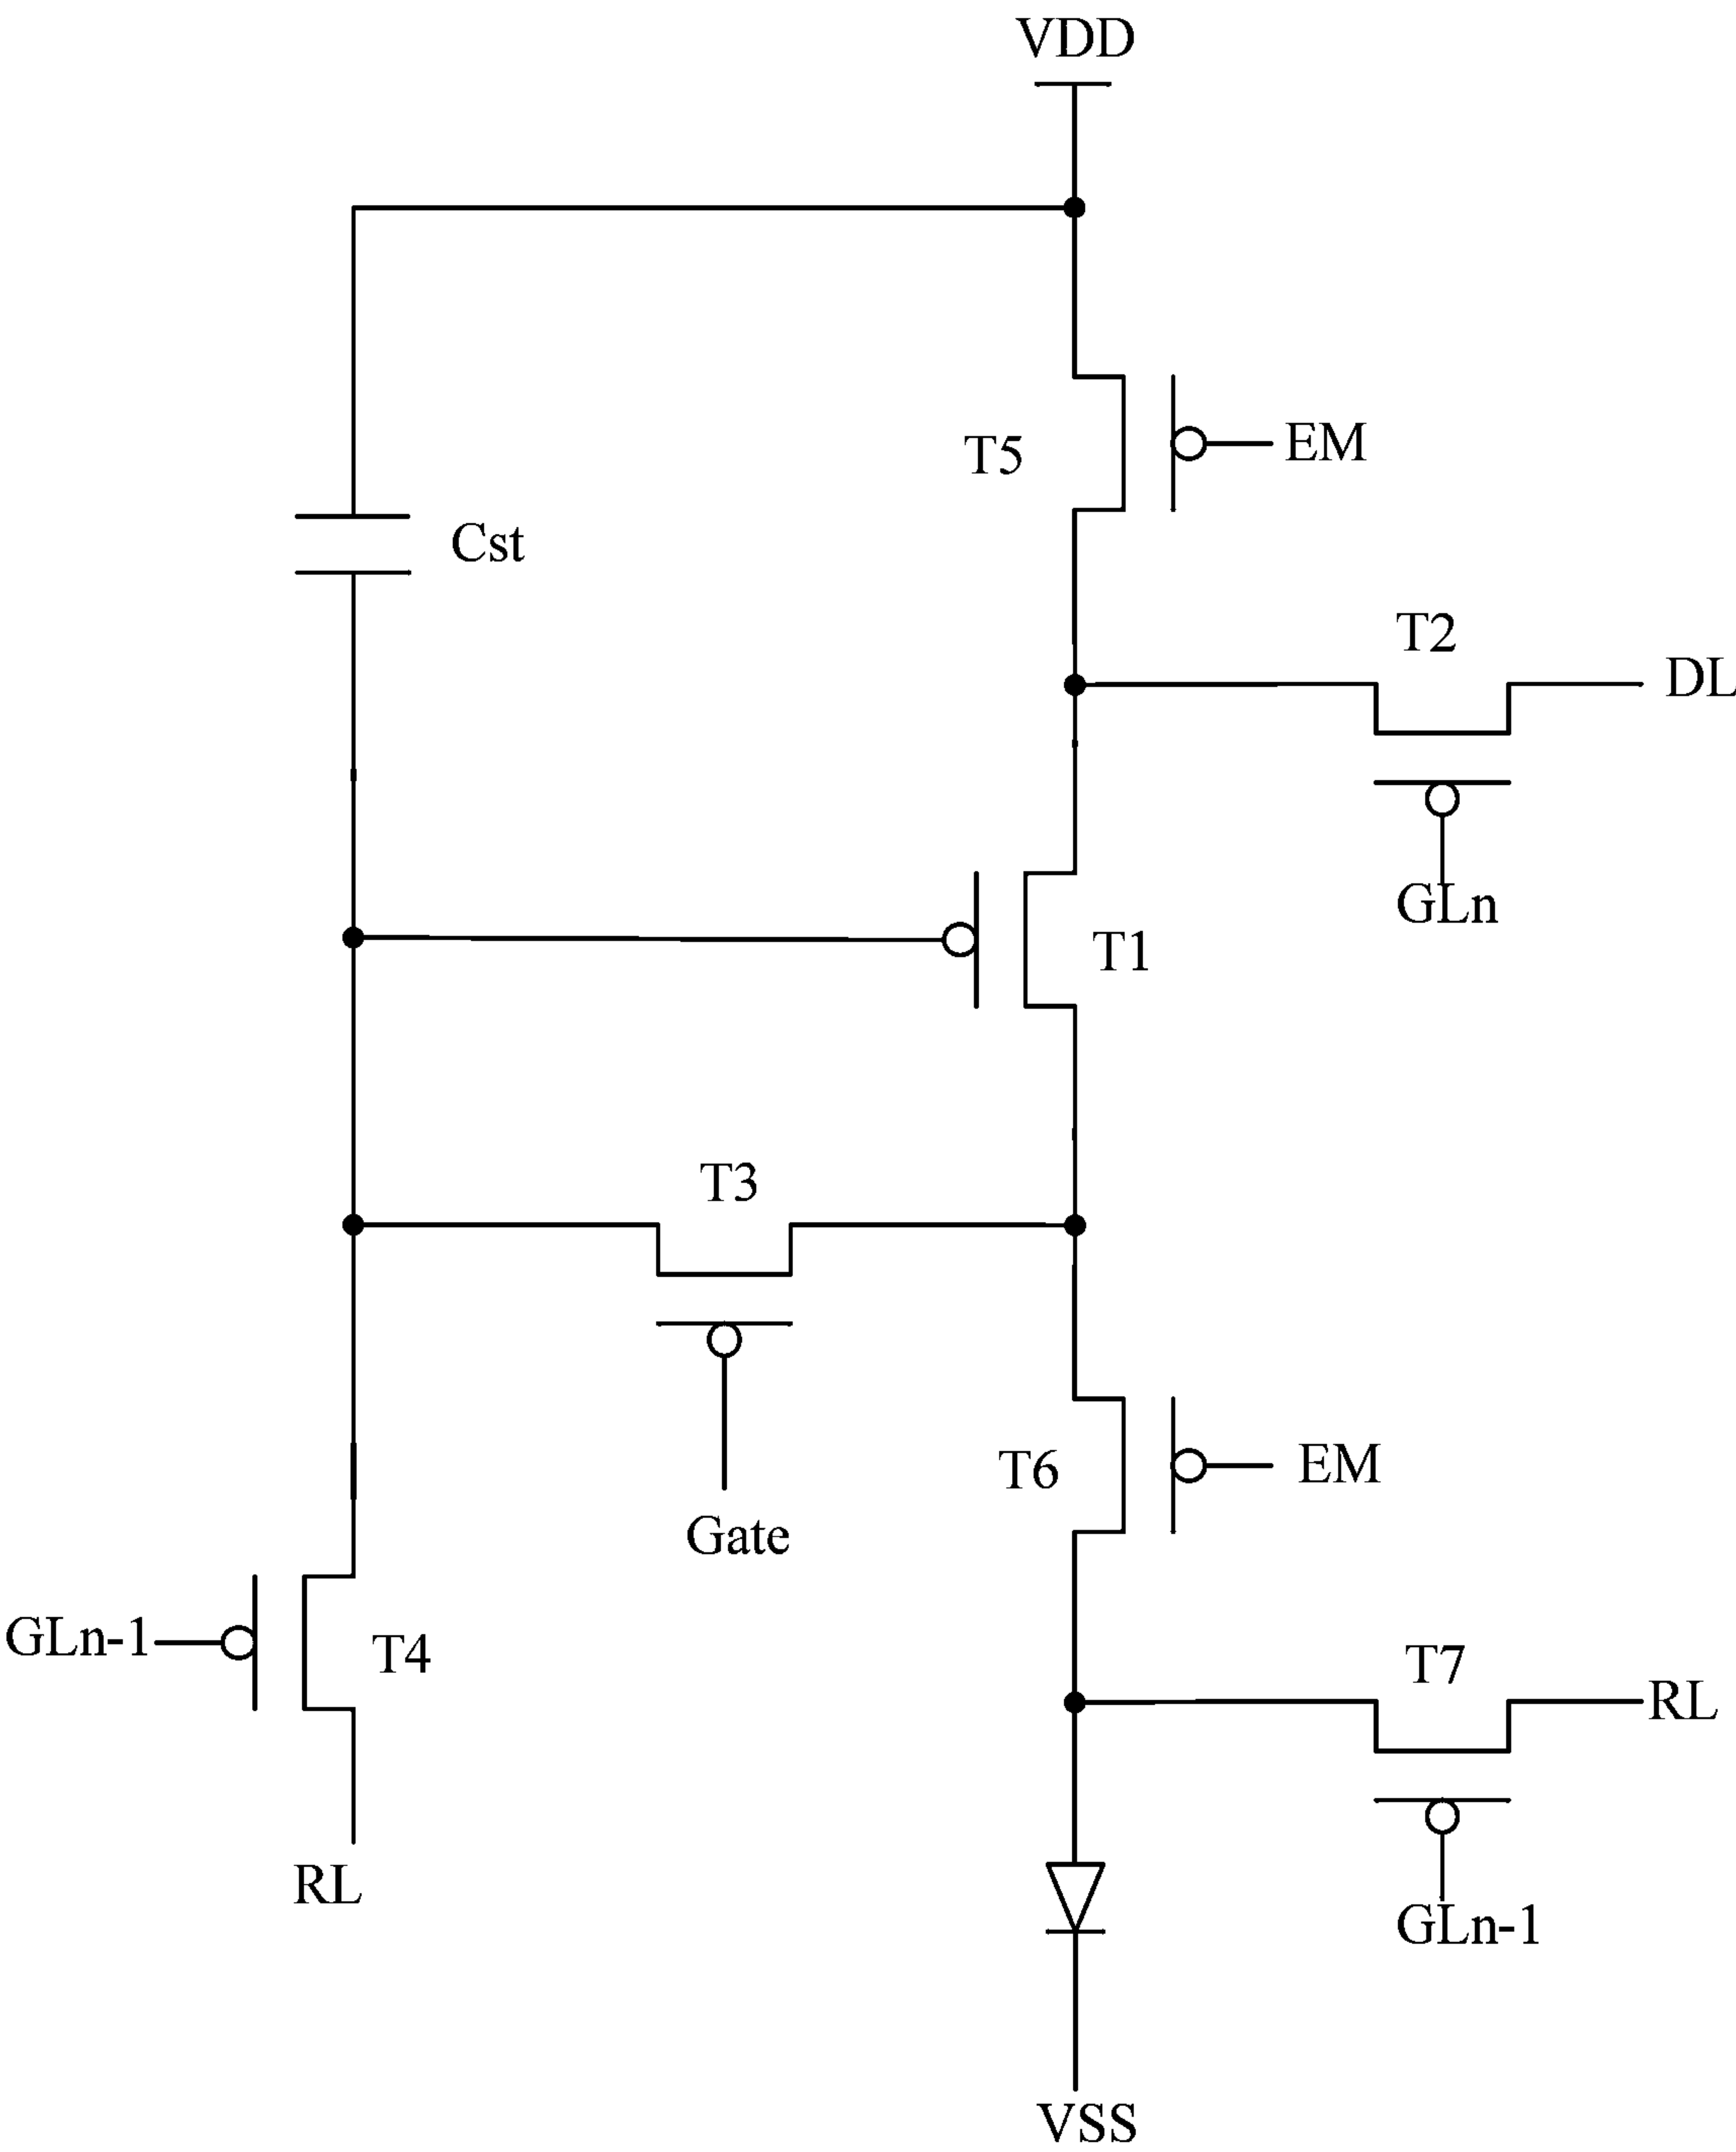 VDD
T5
EM
Cst
T2
DL
GLn
T1
T3
Gate
T6
EM
GLn-1
T4
T7
RL
RL
GLn-1
VSS